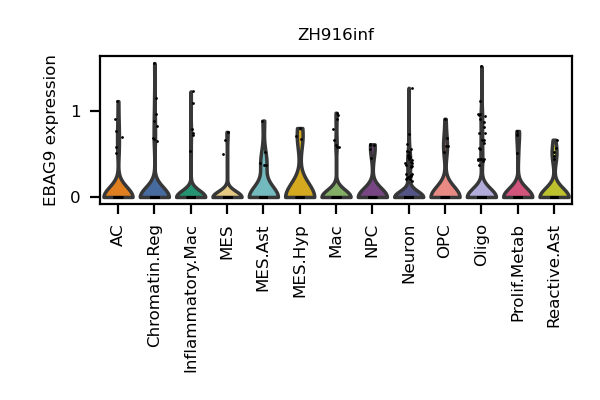 ZH916inf
EBAG9 expression
1
0
AC
Chromatin.Reg
Inflammatory.Mac
MES
MES.Ast
MES.Hyp
Mac
NPC
Neuron
OPC
Oligo
Prolif.Metab
Reactive.Ast